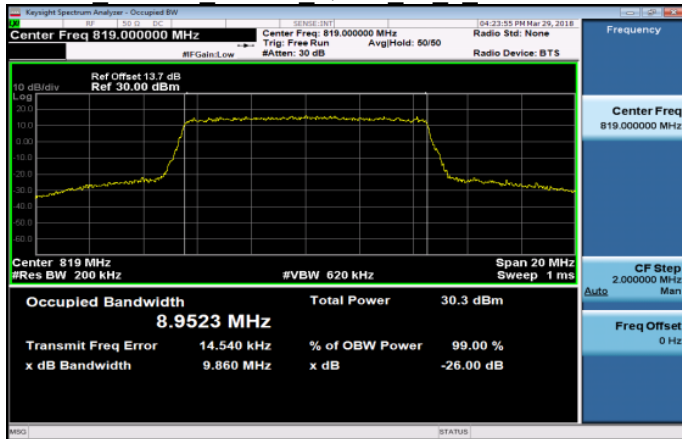 Keysight Spectrum Analyzer - Occupied BW
RF 50 Ω DC SENSE:INT 04:23:55 PM Mar 29, 2018
Center Freq 819.000000 MHz
Center Freq: 819.000000 MHz
Radio Std: None
Trig: Free Run Avg|Hold: 50/50
#IFGain:Low #Atten: 30 dB Radio Device: BTS
Ref Offset 13.7 dB
10 dB/div Ref 30.00 dBm
Log
20.0
10.0
0.00
-10.0
-20.0
-30.0
-40.0
-50.0
-60.0
Center 819 MHz Span 20 MHz
#Res BW 200 kHz #VBW 620 kHz Sweep 1 ms
Occupied Bandwidth Total Power 30.3 dBm
8.9523 MHz
Transmit Freq Error 14.540 kHz % of OBW Power 99.00 %
x dB Bandwidth 9.860 MHz x dB -26.00 dB
MSG STATUS
Frequency
Center Freq
819.000000 MHz
CF Step
2.000000 MHz
Auto Man
Freq Offset
0 Hz